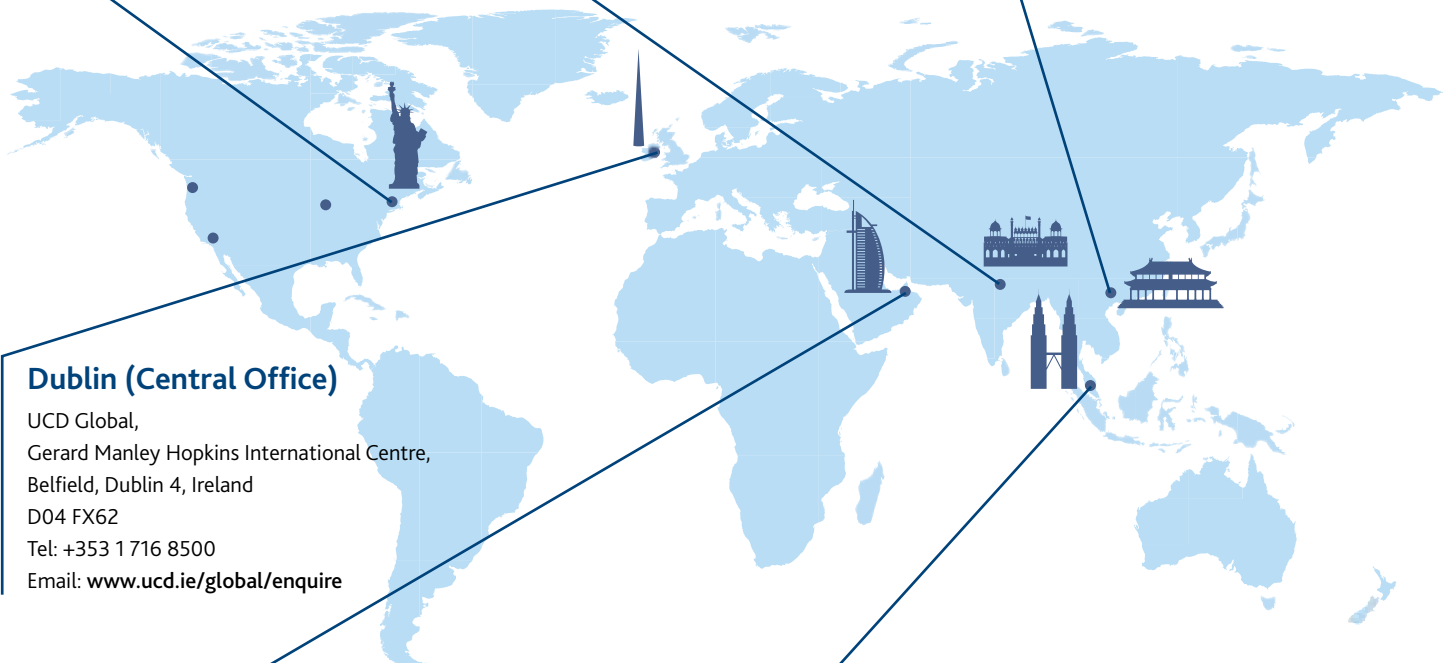 Dublin (Central Office)
UCD Global,
Gerard Manley Hopkins International Centre,
Belfield, Dublin 4, Ireland
D04 FX62
Tel: +353 1 716 8500
Email: www.ucd.ie/global/enquire